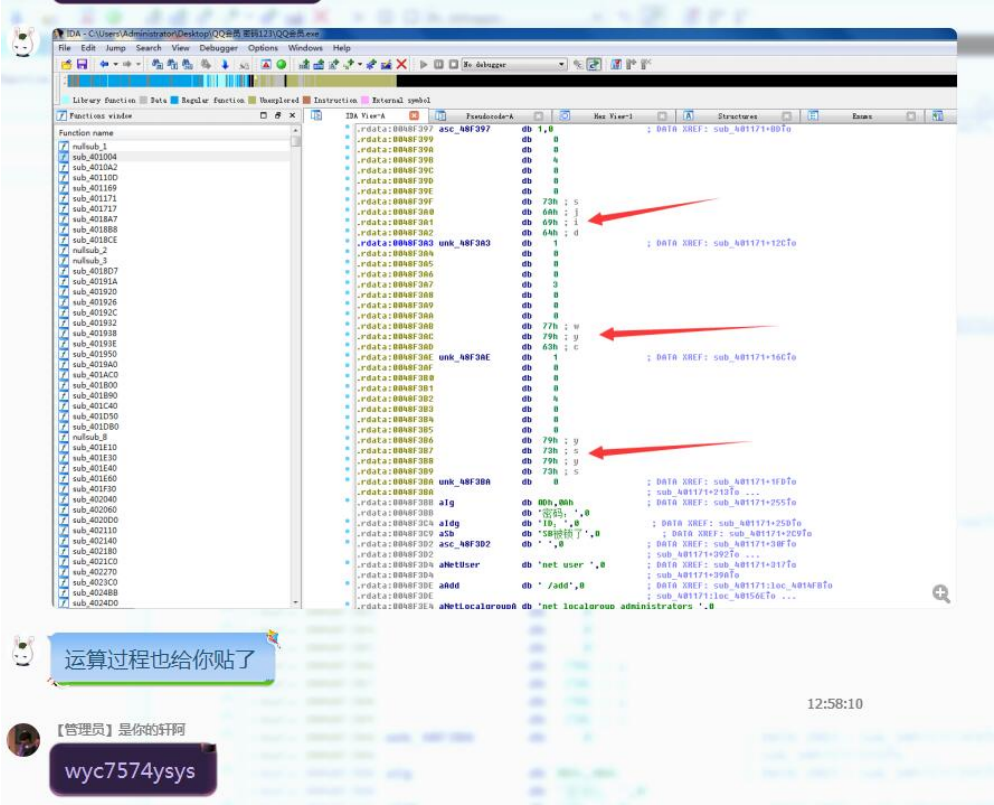 IDA - C:\Users\Administrator\Desktop\QQ会员 密码123\QQ会员.exe
File Edit Jump Search View Debugger Options Windows Help
No debugger
Library function Data Regular function Unexplored Instruction External symbol
Functions window IDA View-A Pseudocode-A Hex View-1 Structures Enums
Function name
nullsub_1
sub_401004
sub_4010A2
sub_40110D
sub_401169
sub_401171
sub_401717
sub_4018A7
sub_4018B8
sub_4018CE
nullsub_2
nullsub_3
sub_4018D7
sub_40191A
sub_401920
sub_401926
sub_40192C
sub_401932
sub_401938
sub_40193E
sub_401950
sub_4019A0
sub_401AC0
sub_401B00
sub_401B90
sub_401C40
sub_401D50
sub_401DB0
nullsub_8
sub_401E10
sub_401E30
sub_401E40
sub_401E60
sub_401F30
sub_402040
sub_402060
sub_4020D0
sub_402110
sub_402140
sub_402180
sub_4021C0
sub_402270
sub_4023C0
sub_4024BB
sub_4024D0
.rdata:0048F397 asc_48F397 db 1,0 ; DATA XREF: sub_401171+BD↑o
.rdata:0048F399 db 0
.rdata:0048F39A db 0
.rdata:0048F39B db 4
.rdata:0048F39C db 0
.rdata:0048F39D db 0
.rdata:0048F39E db 0
.rdata:0048F39F db 73h ; s
.rdata:0048F3A0 db 6Ah ; j
.rdata:0048F3A1 db 69h ; i
.rdata:0048F3A2 db 64h ; d
.rdata:0048F3A3 unk_48F3A3 db 1 ; DATA XREF: sub_401171+12C↑o
.rdata:0048F3A4 db 0
.rdata:0048F3A5 db 0
.rdata:0048F3A6 db 0
.rdata:0048F3A7 db 3
.rdata:0048F3A8 db 0
.rdata:0048F3A9 db 0
.rdata:0048F3AA db 0
.rdata:0048F3AB db 77h ; w
.rdata:0048F3AC db 79h ; y
.rdata:0048F3AD db 63h ; c
.rdata:0048F3AE unk_48F3AE db 1 ; DATA XREF: sub_401171+16C↑o
.rdata:0048F3AF db 0
.rdata:0048F3B0 db 0
.rdata:0048F3B1 db 0
.rdata:0048F3B2 db 4
.rdata:0048F3B3 db 0
.rdata:0048F3B4 db 0
.rdata:0048F3B5 db 0
.rdata:0048F3B6 db 79h ; y
.rdata:0048F3B7 db 73h ; s
.rdata:0048F3B8 db 79h ; y
.rdata:0048F3B9 db 73h ; s
.rdata:0048F3BA unk_48F3BA db 0 ; DATA XREF: sub_401171+1FD↑o
.rdata:0048F3BA ; sub_401171+213↑o ...
.rdata:0048F3BB aIg db 0Dh,0Ah ; DATA XREF: sub_401171+255↑o
.rdata:0048F3BB db '密码: ',0
.rdata:0048F3C4 aIdg db 'ID: ',0 ; DATA XREF: sub_401171+25D↑o
.rdata:0048F3C9 aSb db 'SB被锁了',0 ; DATA XREF: sub_401171+2C9↑o
.rdata:0048F3D2 asc_48F3D2 db ' ',0 ; DATA XREF: sub_401171+30F↑o
.rdata:0048F3D2 ; sub_401171+392↑o ...
.rdata:0048F3D4 aNetUser db 'net user ',0 ; DATA XREF: sub_401171+317↑o
.rdata:0048F3D4 ; sub_401171+39A↑o
.rdata:0048F3DE aAdd db ' /add',0 ; DATA XREF: sub_401171:loc_4014FB↑o
.rdata:0048F3DE ; sub_401171:loc_40156E↑o ...
.rdata:0048F3E4 aNetLocalgroupA db 'net localgroup administrators ',0
运算过程也给你贴了
12:58:10
【管理员】是你的轩阿
wyc7574ysys